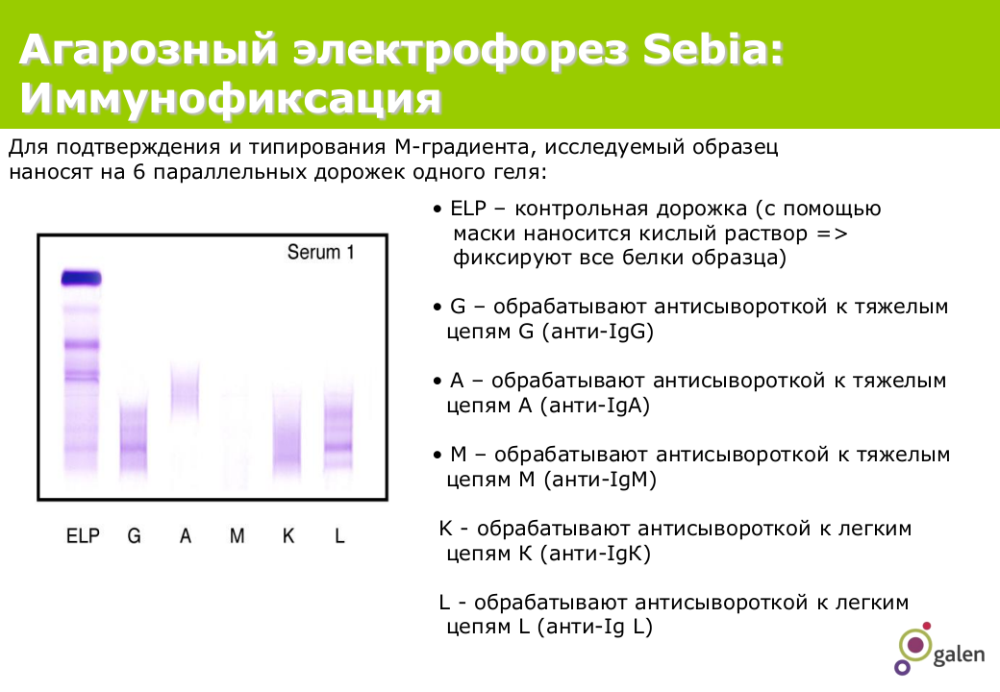 Агарозный электрофорез Sebia:
Иммунофиксация
Для подтверждения и типирования М-градиента, исследуемый образец
наносят на 6 параллельных дорожек одного геля:
Serum 1
ELP G A M K L
• ELP – контрольная дорожка (с помощью
маски наносится кислый раствор =>
фиксируют все белки образца)
• G – обрабатывают антисывороткой к тяжелым
цепям G (анти-IgG)
• A – обрабатывают антисывороткой к тяжелым
цепям A (анти-IgA)
• M – обрабатывают антисывороткой к тяжелым
цепям M (анти-IgM)
K - обрабатывают антисывороткой к легким
цепям K (анти-IgK)
L - обрабатывают антисывороткой к легким
цепям L (анти-Ig L)
galen